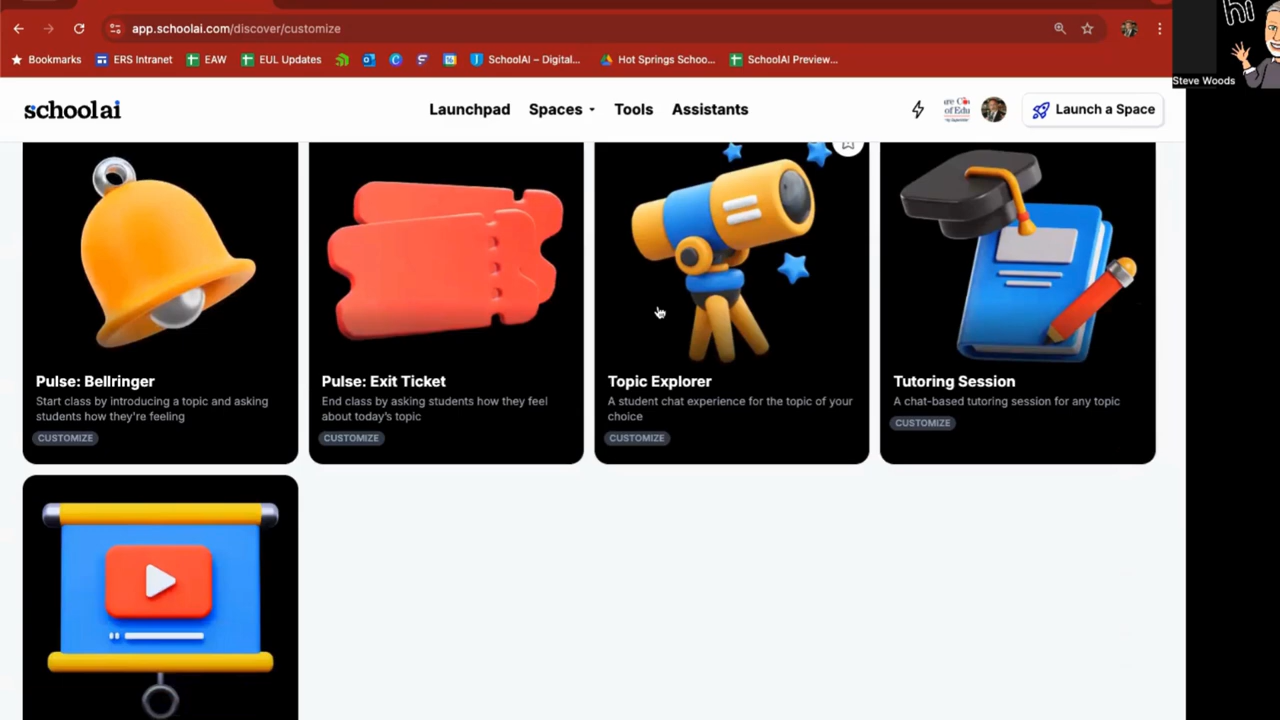 hi
app.schoolai.com/discover/customize
Bookmarks ERS Intranet EAW EUL Updates SchoolAI – Digital... Hot Springs Schoo... SchoolAI Preview...
Steve Woods
schoolai Launchpad Spaces Tools Assistants Launch a Space
of Edu
Pulse: Bellringer
Start class by introducing a topic and asking
students how they're feeling
CUSTOMIZE
Pulse: Exit Ticket
End class by asking students how they feel
about today's topic
CUSTOMIZE
Topic Explorer
A student chat experience for the topic of your
choice
CUSTOMIZE
Tutoring Session
A chat-based tutoring session for any topic
CUSTOMIZE